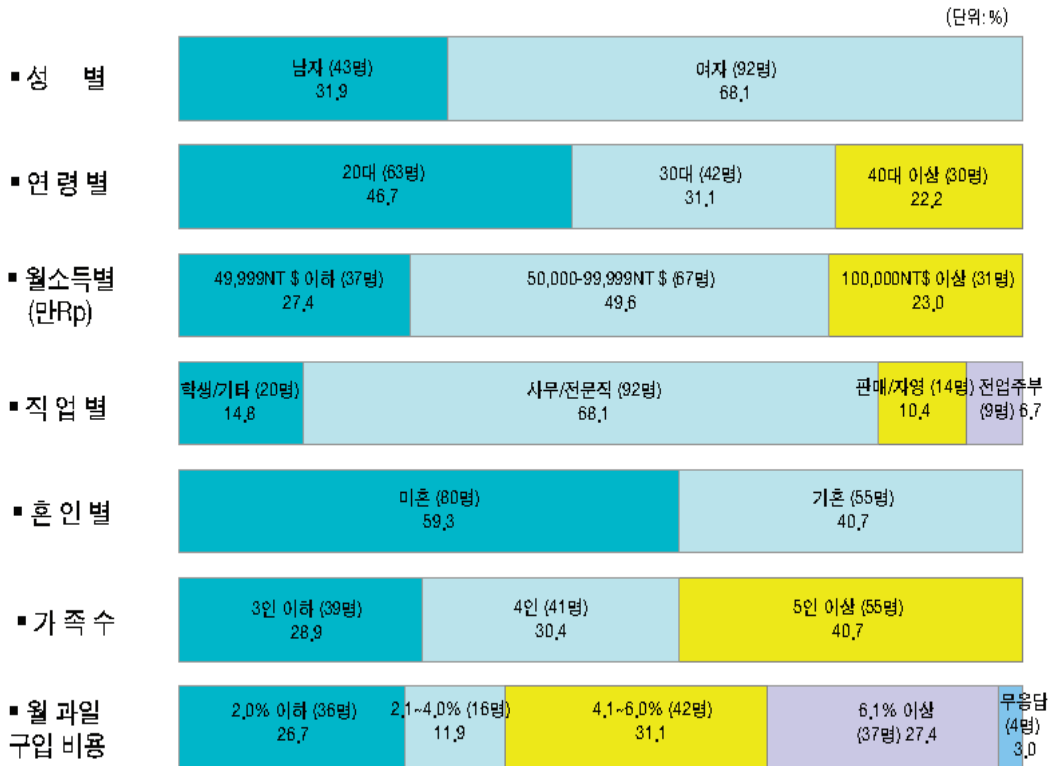 (단위: %)
▪ 성 별
남자 (43명) 여자 (92명)
31.9 68.1
▪ 연 령 별
20대 (63명) 30대 (42명) 40대 이상 (30명)
46.7 31.1 22.2
▪ 월소득별
(만Rp)
49,999NT $ 이하 (37명) 50,000-99,999NT $ (67명) 100,000NT$ 이상 (31명)
27.4 49.6 23.0
▪ 직 업 별
학생/기타 (20명) 사무/전문직 (92명) 판매/자영 (14명) 전업주부
14.8 68.1 10.4 (9명) 6.7
▪ 혼 인 별
미혼 (80명) 기혼 (55명)
59.3 40.7
▪ 가 족 수
3인 이하 (39명) 4인 (41명) 5인 이상 (55명)
28.9 30.4 40.7
▪ 월 과일
구입 비용
2.0% 이하 (36명) 2.1~4.0% (16명) 4.1~6.0% (42명) 6.1% 이상 무응답
26.7 11.9 31.1 (37명) 27.4 (4명)
3.0